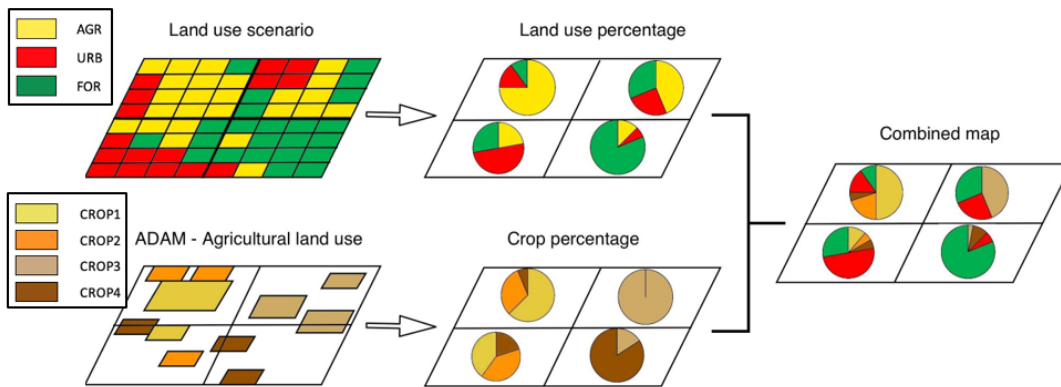 AGR
URB
FOR
Land use scenario
Land use percentage
Combined map
CROP1
CROP2
CROP3
CROP4
ADAM - Agricultural land use
Crop percentage